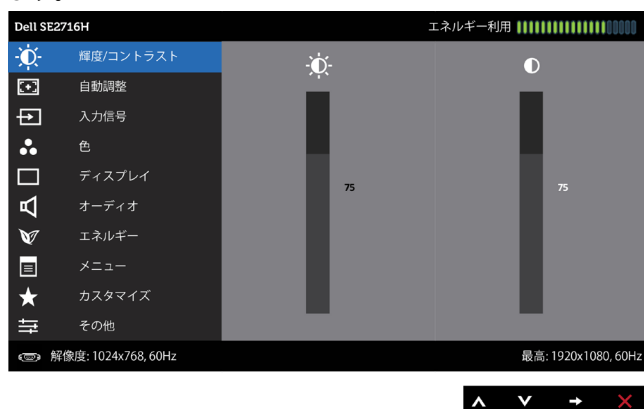 Dell SE2716H
エネルギー利用
輝度/コントラスト
自動調整
入力信号
色
ディスプレイ
75
75
オーディオ
エネルギー
メニュー
カスタマイズ
その他
解像度: 1024x768, 60Hz
最高: 1920x1080, 60Hz